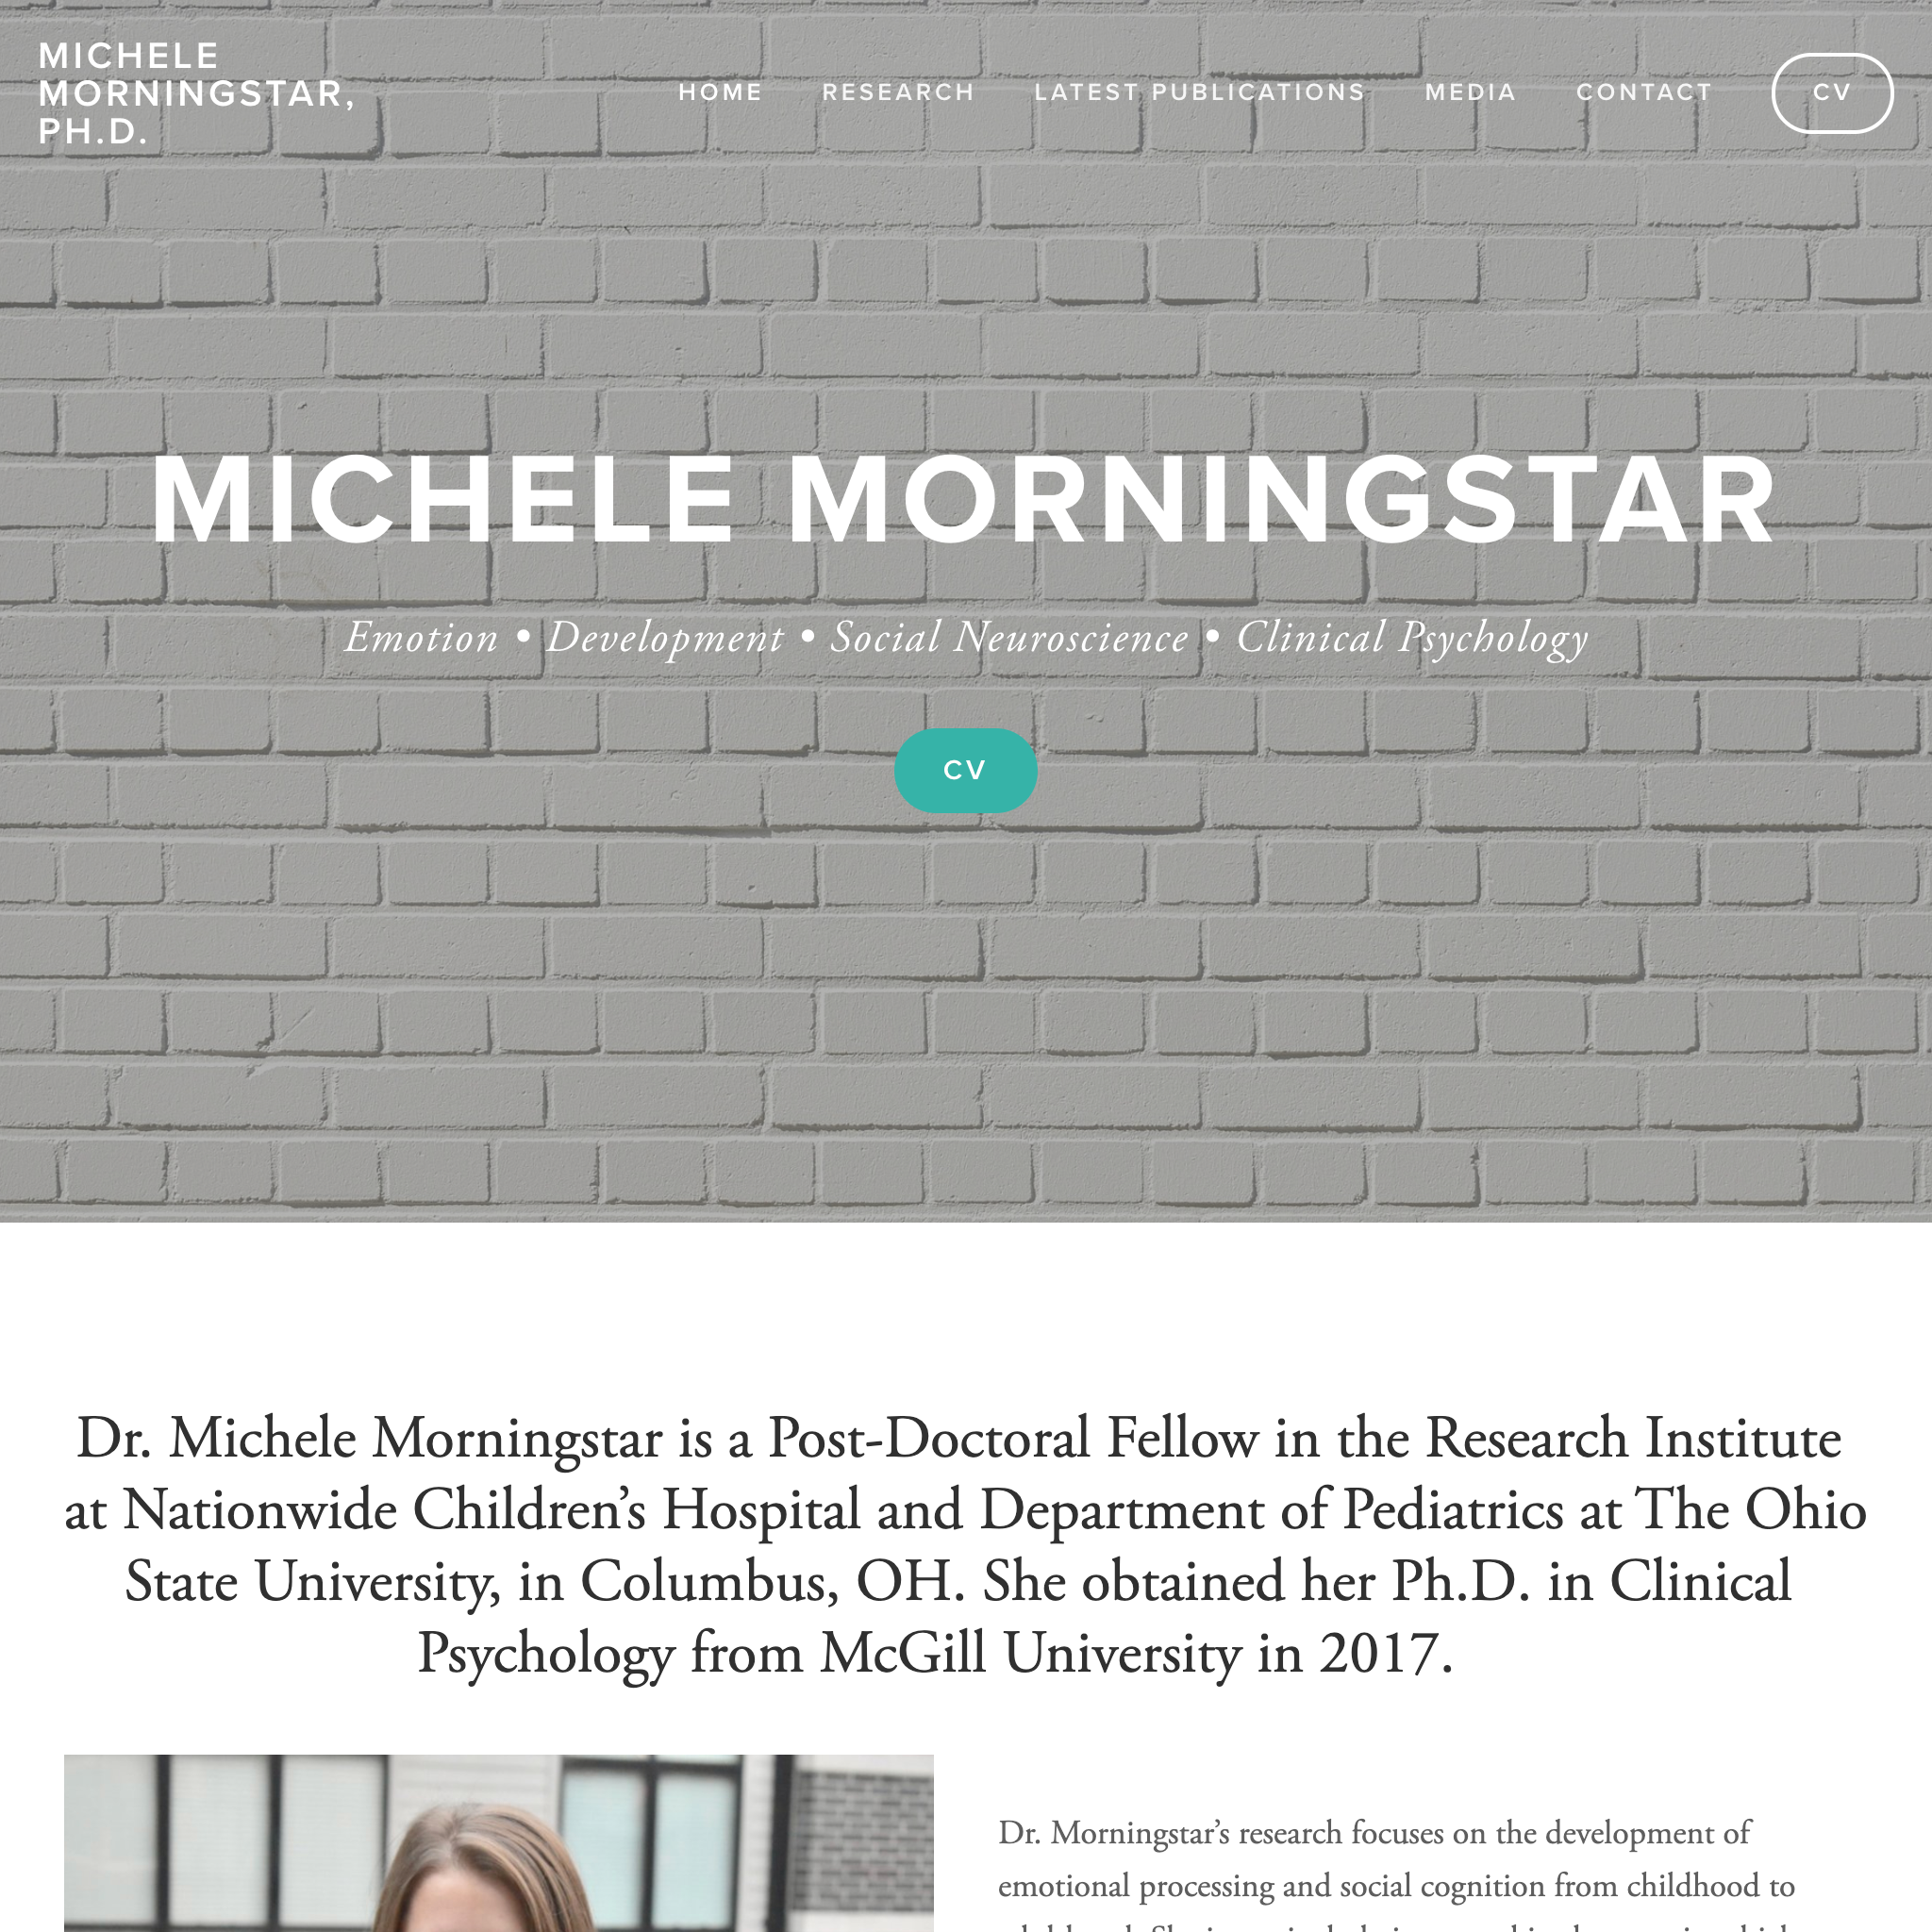 MICHELE
MORNINGSTAR,
PH.D.
HOME RESEARCH LATEST PUBLICATIONS MEDIA CONTACT CV
MICHELE MORNINGSTAR
Emotion • Development • Social Neuroscience • Clinical Psychology
CV
Dr. Michele Morningstar is a Post-Doctoral Fellow in the Research Institute
at Nationwide Children’s Hospital and Department of Pediatrics at The Ohio
State University, in Columbus, OH. She obtained her Ph.D. in Clinical
Psychology from McGill University in 2017.
Dr. Morningstar’s research focuses on the development of
emotional processing and social cognition from childhood to